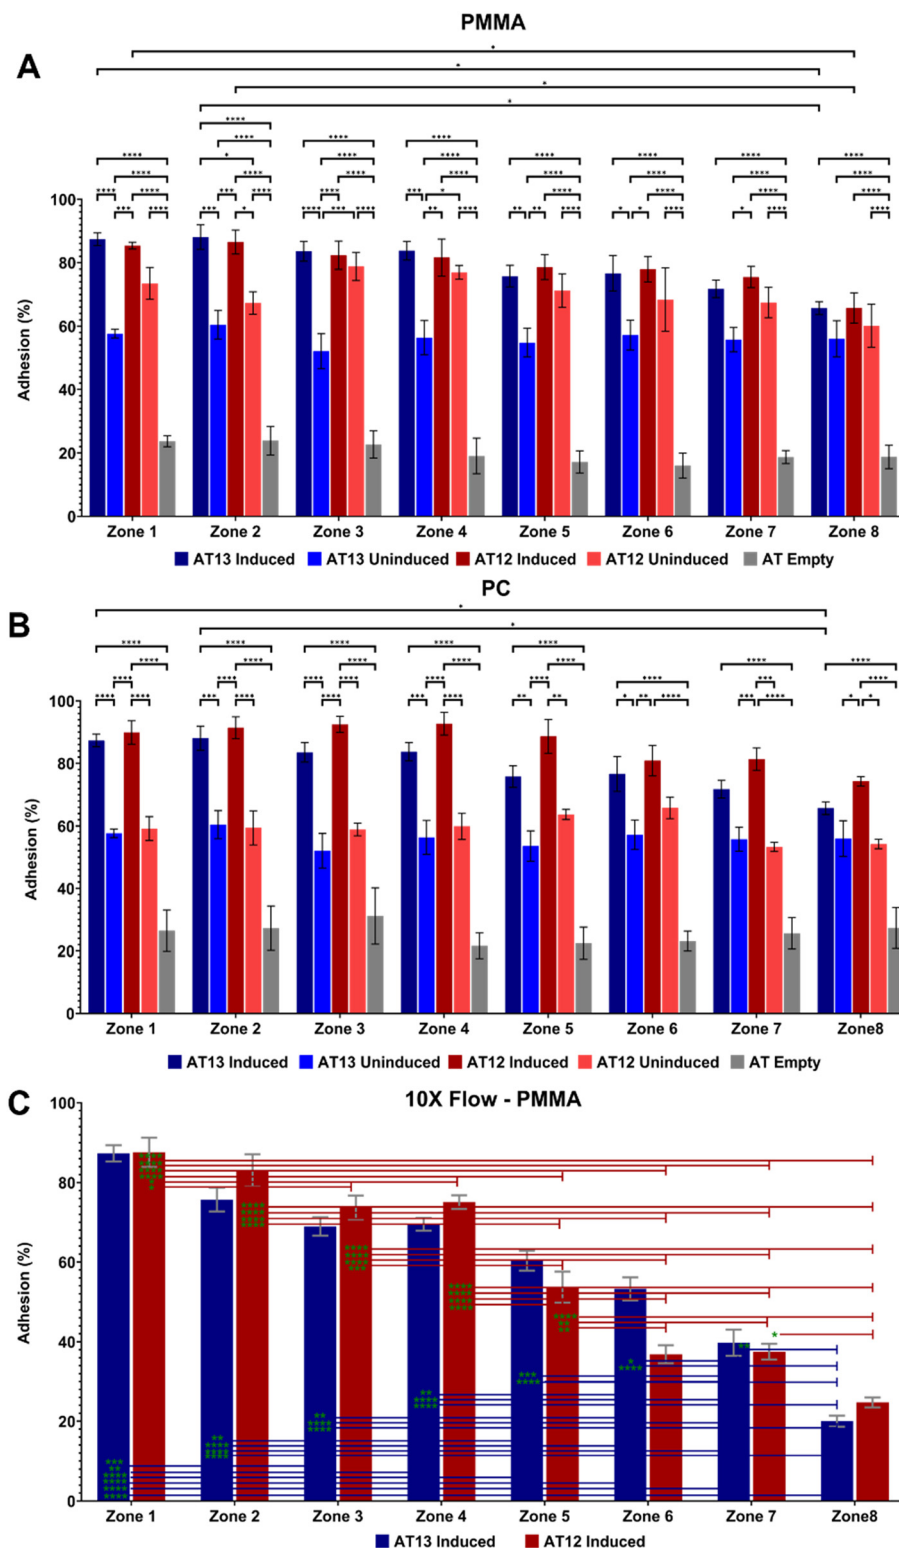 PMMA
A
Adhesion (%)
100
80
60
40
20
0
Zone 1 Zone 2 Zone 3 Zone 4 Zone 5 Zone 6 Zone 7 Zone 8
AT13 Induced AT13 Uninduced AT12 Induced AT12 Uninduced AT Empty
PC
B
Adhesion (%)
100
80
60
40
20
0
Zone 1 Zone 2 Zone 3 Zone 4 Zone 5 Zone 6 Zone 7 Zone8
AT13 Induced AT13 Uninduced AT12 Induced AT12 Uninduced AT Empty
C
10X Flow - PMMA
Adhesion (%)
100
80
60
40
20
0
Zone 1 Zone 2 Zone 3 Zone 4 Zone 5 Zone 6 Zone 7 Zone8
AT13 Induced AT12 Induced